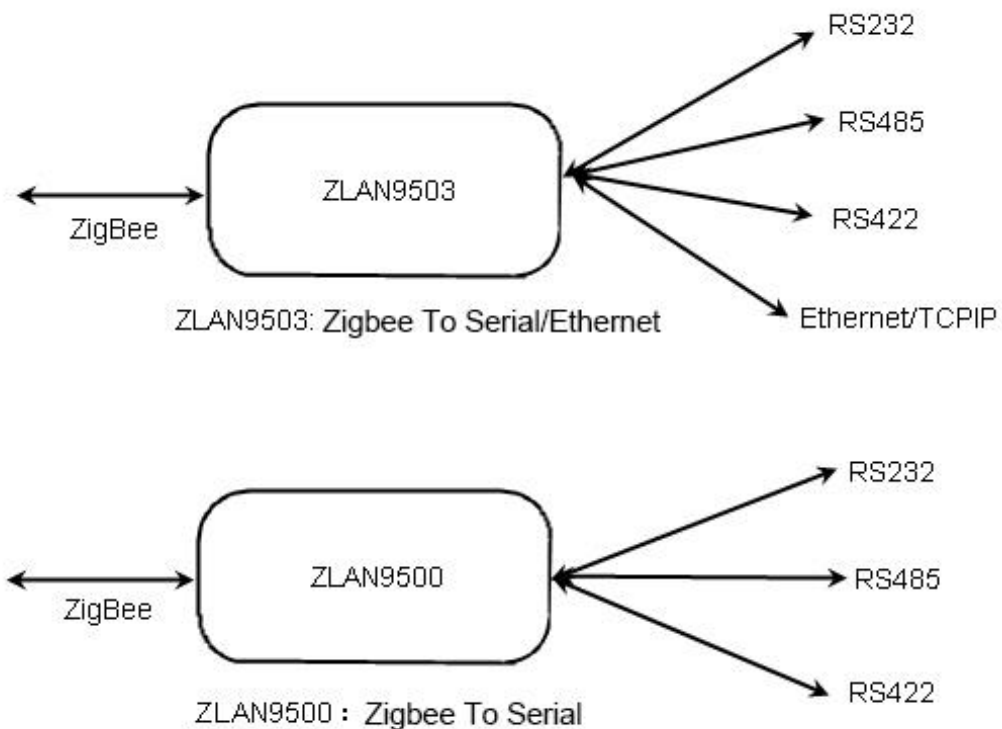 RS232
RS485
ZLAN9503
RS422
ZigBee
Ethernet/TCPIP
ZLAN9503: Zigbee To Serial/Ethernet
RS232
ZLAN9500
RS485
ZigBee
RS422
ZLAN9500：Zigbee To Serial